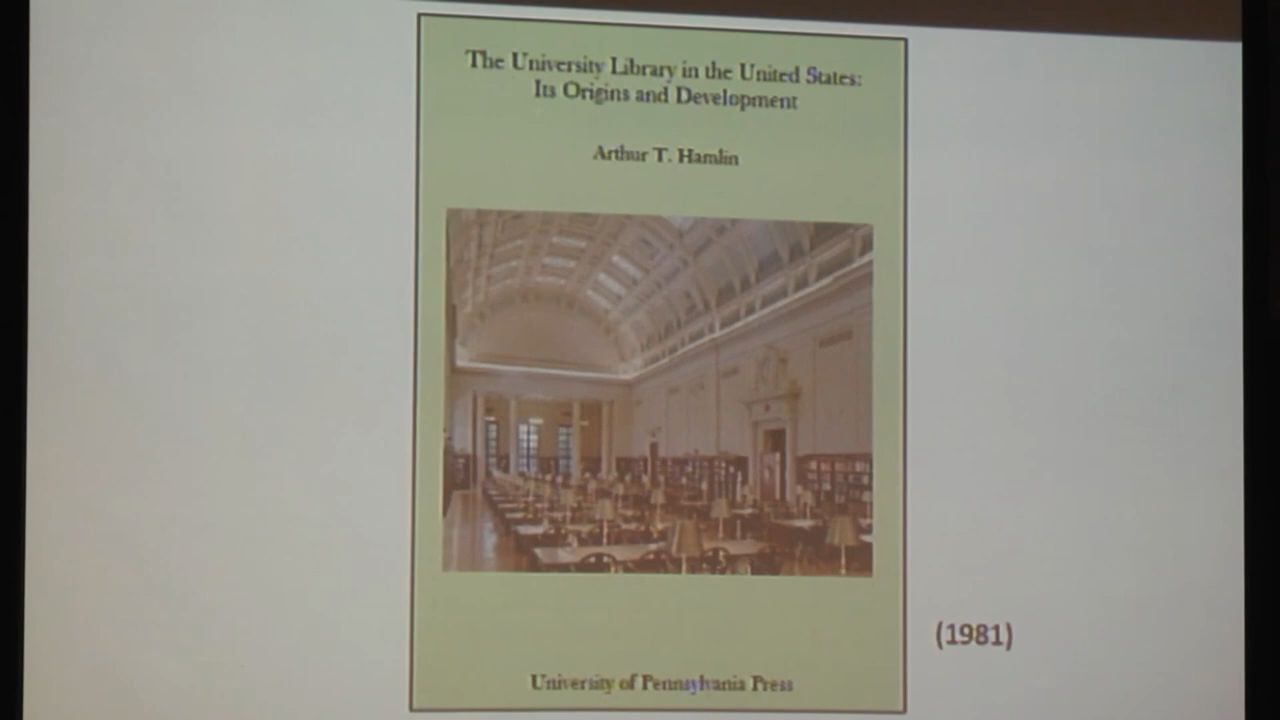 The University Library in the United States:
Its Origins and Development
Arthur T. Hamlin
(1981)
University of Pennsylvania Press